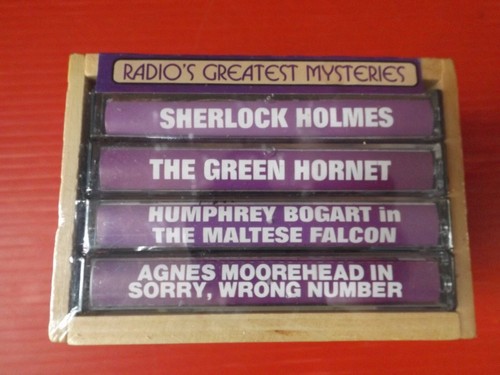 RADIO'S GREATEST MYSTERIES
SHERLOCK HOLMES
THE GREEN HORNET
HUMPHREY BOGART in
THE MALTESE FALCON
AGNES MOOREHEAD IN
SORRY, WRONG NUMBER